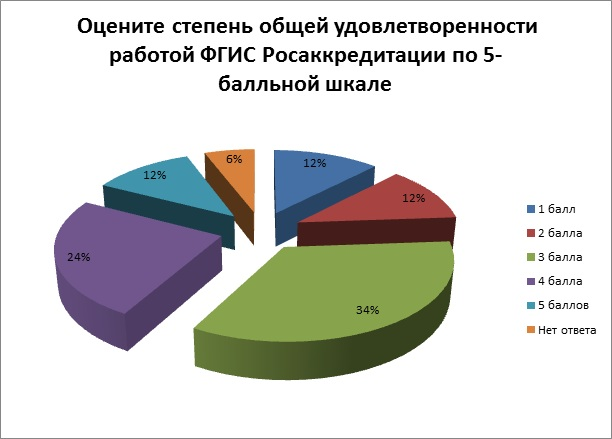 Оцените степень общей удовлетворенности
работой ФГИС Росаккредитации по 5-
балльной шкале
6%
12%
12%
12%
24%
34%
1 балл
2 балла
3 балла
4 балла
5 баллов
Нет ответа